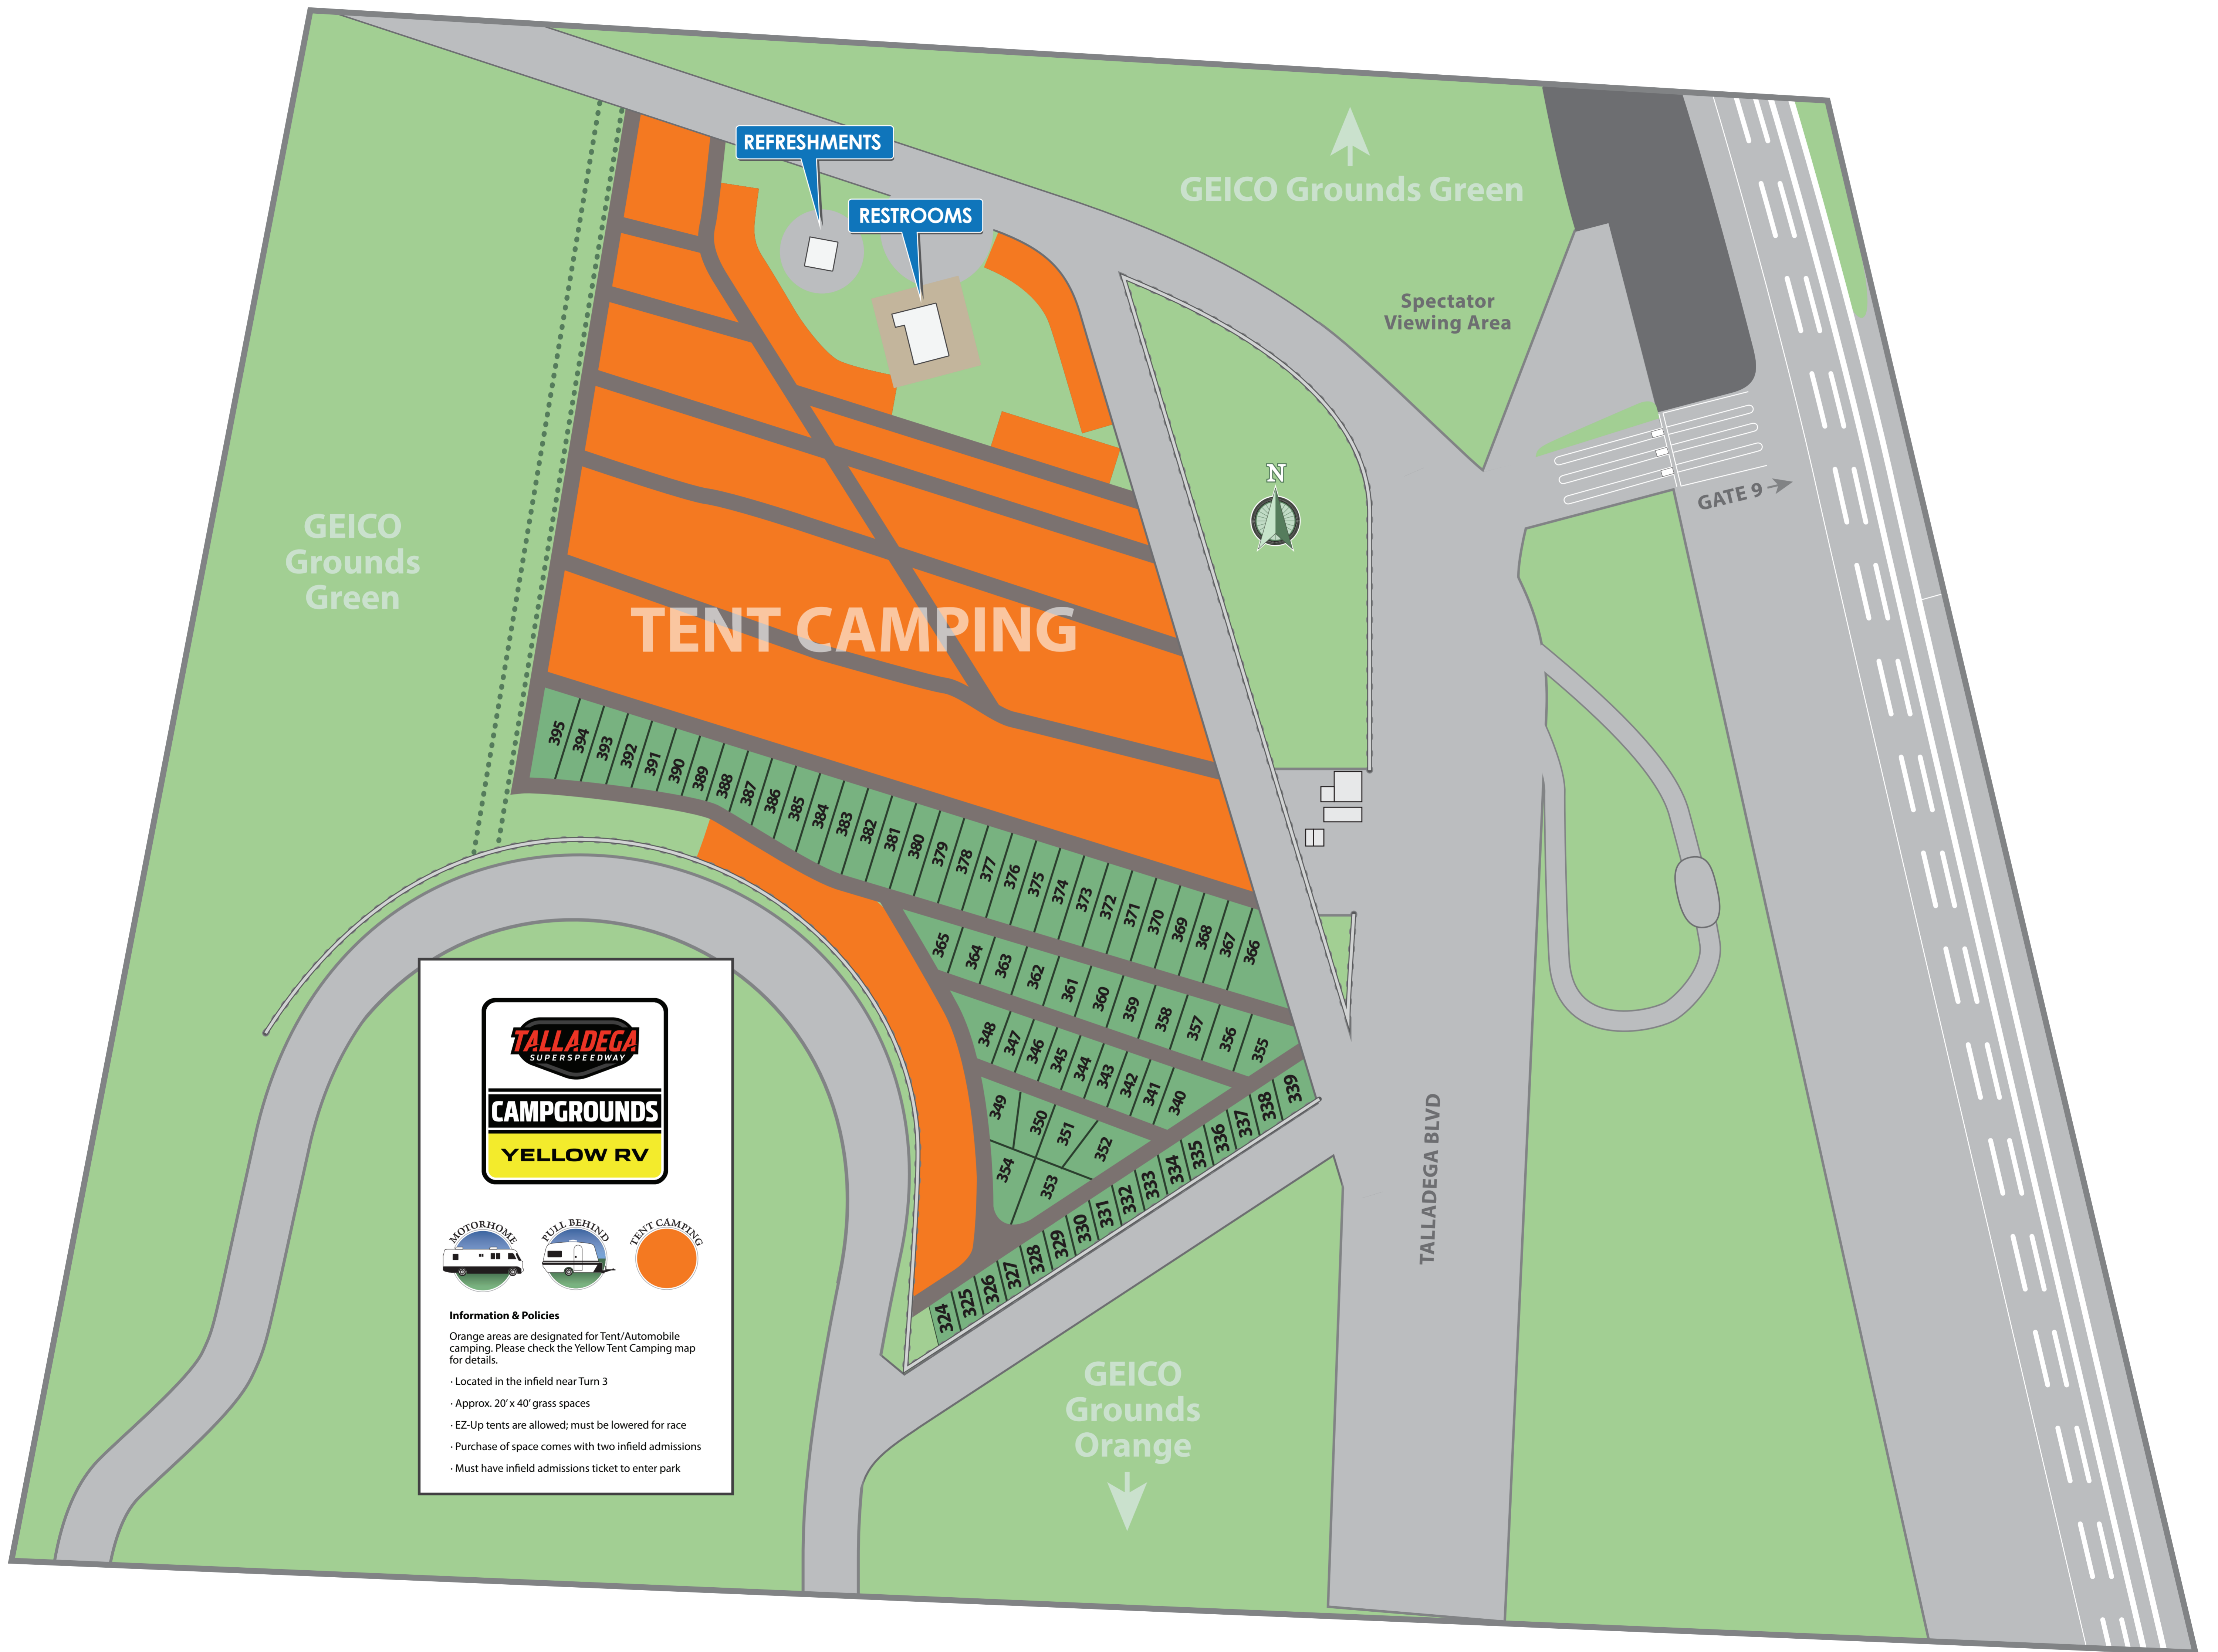 REFRESHMENTS
RESTROOMS
GEICO Grounds Green
Spectator
Viewing Area
N
GATE 9
GEICO
Grounds
Green
TENT CAMPING
395
394
393
392
391
390
389
388
387
386
385
384
383
382
381
380
379
378
377
376
375
374
373
372
371
370
369
368
367
366
365
364
363
362
361
360
359
358
357
356
355
348
347
346
345
344
343
342
341
340
349
350
351
352
354
353
339
338
337
336
335
334
333
332
331
330
329
328
327
326
325
324
TALLADEGA BLVD
GEICO
Grounds
Orange
TALLADEGA
SUPERSPEEDWAY
CAMPGROUNDS
YELLOW RV
MOTORHOME
PULL BEHIND
TENT CAMPING
Information & Policies
Orange areas are designated for Tent/Automobile
camping. Please check the Yellow Tent Camping map
for details.
· Located in the infield near Turn 3
· Approx. 20’ x 40’ grass spaces
· EZ-Up tents are allowed; must be lowered for race
· Purchase of space comes with two infield admissions
· Must have infield admissions ticket to enter park